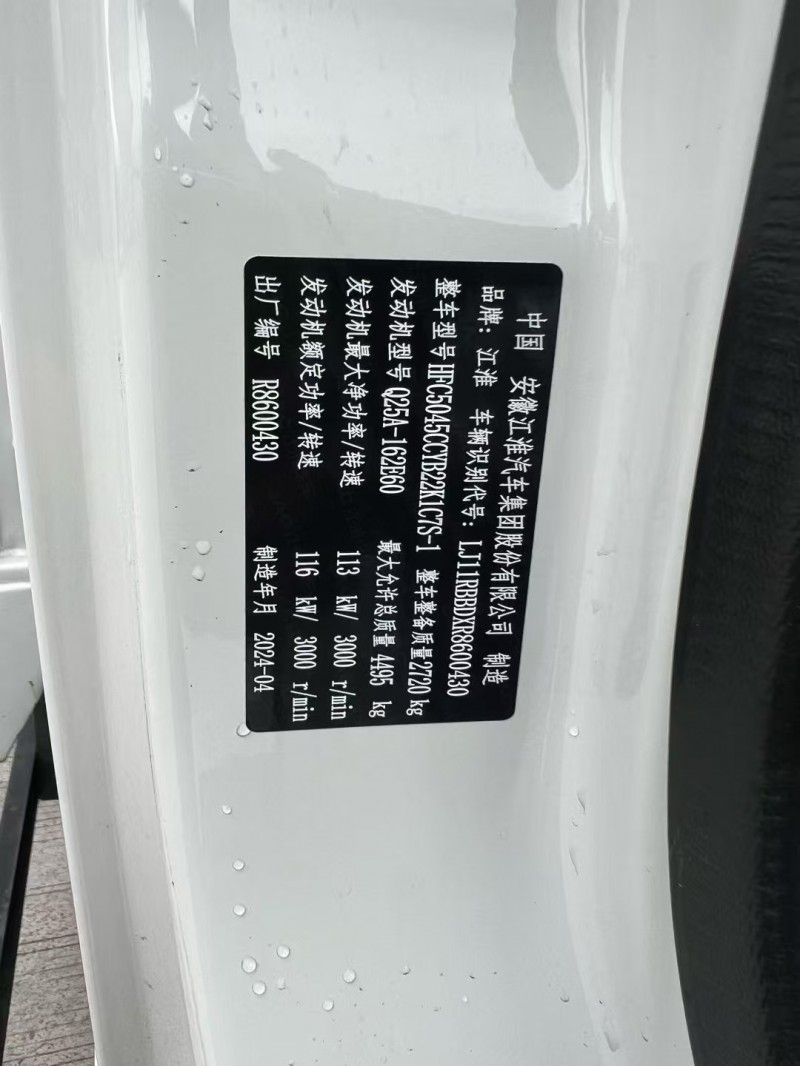 中国 安徽江淮汽车集团股份有限公司 制造
品牌：江淮 车辆识别代号：LJ11RBBDXR8600430
整车型号 HFC5045CCYB22K1C7S-1 整车整备质量2720 kg
发动机型号 Q25A-162E60 最大允许总质量 4495 kg
发动机最大净功率/转速 113 kW/ 3000 r/min
发动机额定功率/转速 116 kW/ 3000 r/min
出厂编号 R8600430 制造年月 2024-04